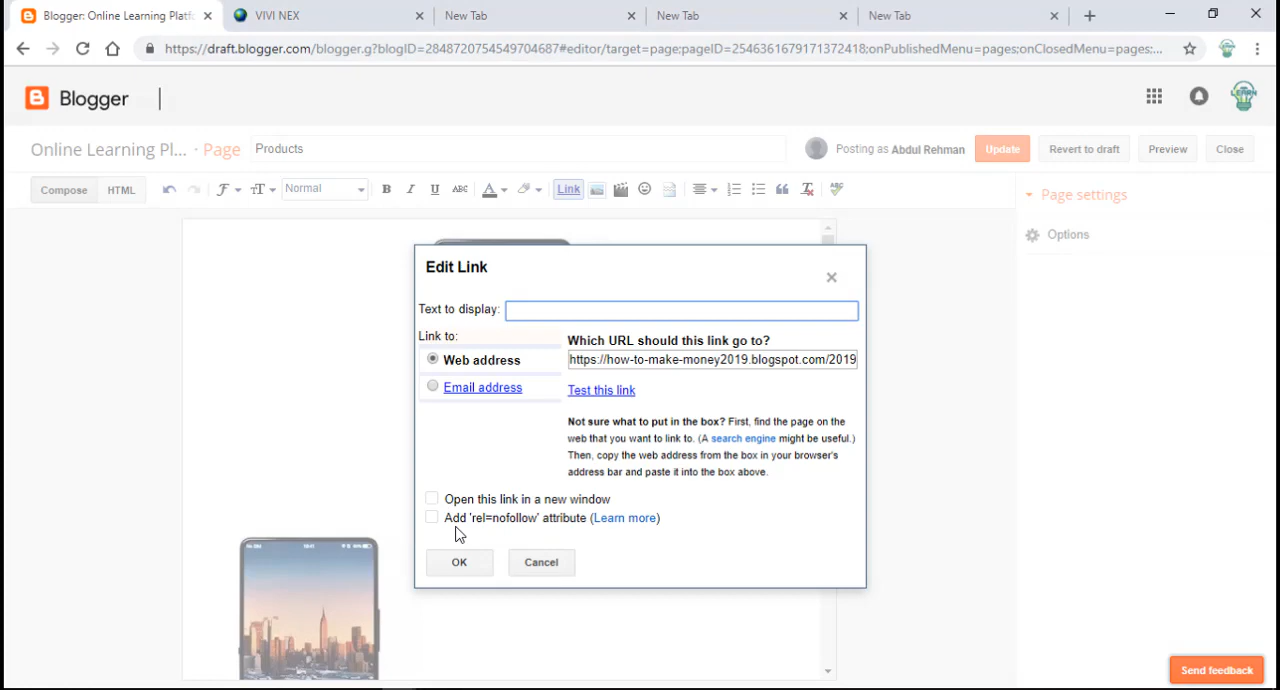 Blogger: Online Learning Platf
VIVI NEX
New Tab
New Tab
New Tab
https://draft.blogger.com/blogger.g?blogID=2848720754549704687#editor/target=page;pageID=2546361679171372418;onPublishedMenu=pages;onClosedMenu=pages;...
Blogger
Online Learning Pl... · Page
Products
Posting as Abdul Rehman
Update
Revert to draft
Preview
Close
Compose
HTML
Normal
B I U ABC A
Link
Page settings
Options
Edit Link
Text to display:
Link to:
Web address
Email address
Which URL should this link go to?
https://how-to-make-money2019.blogspot.com/2019
Test this link
Not sure what to put in the box? First, find the page on the
web that you want to link to. (A search engine might be useful.)
Then, copy the web address from the box in your browser's
address bar and paste it into the box above.
Open this link in a new window
Add 'rel=nofollow' attribute (Learn more)
OK
Cancel
Send feedback